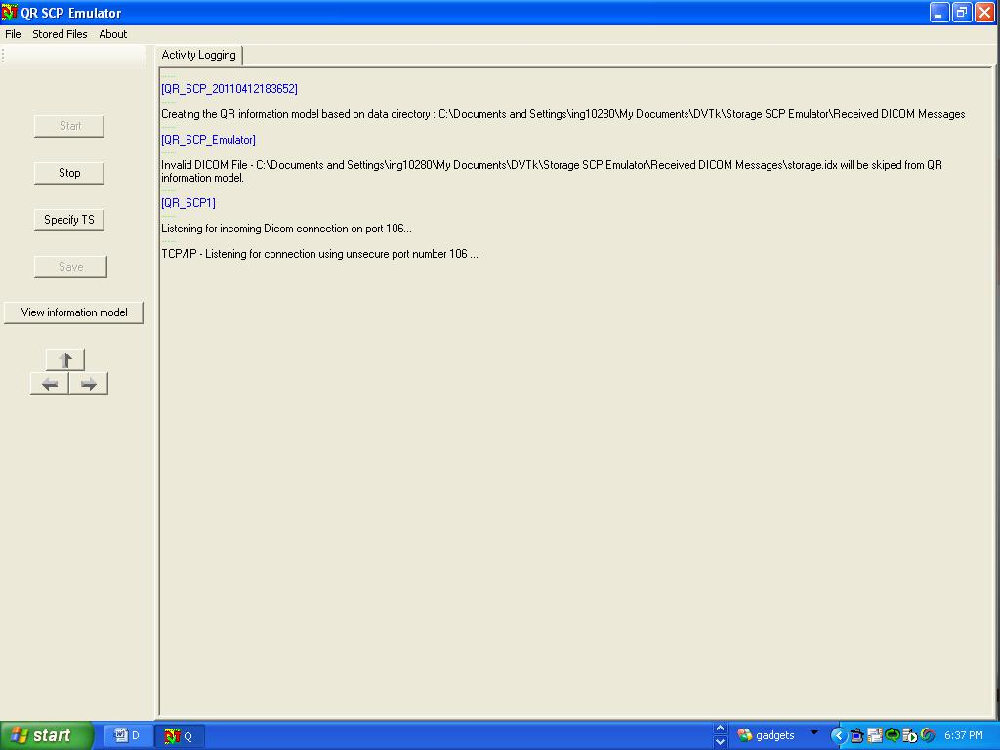 QR SCP Emulator
File Stored Files About
Activity Logging
-----
[QR_SCP_20110412183652]
-----
Creating the QR information model based on data directory : C:\Documents and Settings\ing10280\My Documents\DVTk\Storage SCP Emulator\Received DICOM Messages
-----
[QR_SCP_Emulator]
-----
Invalid DICOM File - C:\Documents and Settings\ing10280\My Documents\DVTk\Storage SCP Emulator\Received DICOM Messages\storage.idx will be skiped from QR
information model.
-----
[QR_SCP1]
-----
Listening for incoming Dicom connection on port 106...
-----
TCP/IP - Listening for connection using unsecure port number 106 ...
Start
Stop
Specify TS
Save
View information model
start D Q gadgets 6:37 PM